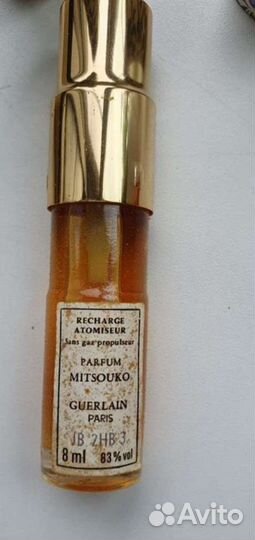 RECHARGE
ATOMISEUR
Sans gaz propulseur
PARFUM
MITSOUKO
GUERLAIN
PARIS
JB 2HB 3
8 ml 83% vol
Avito